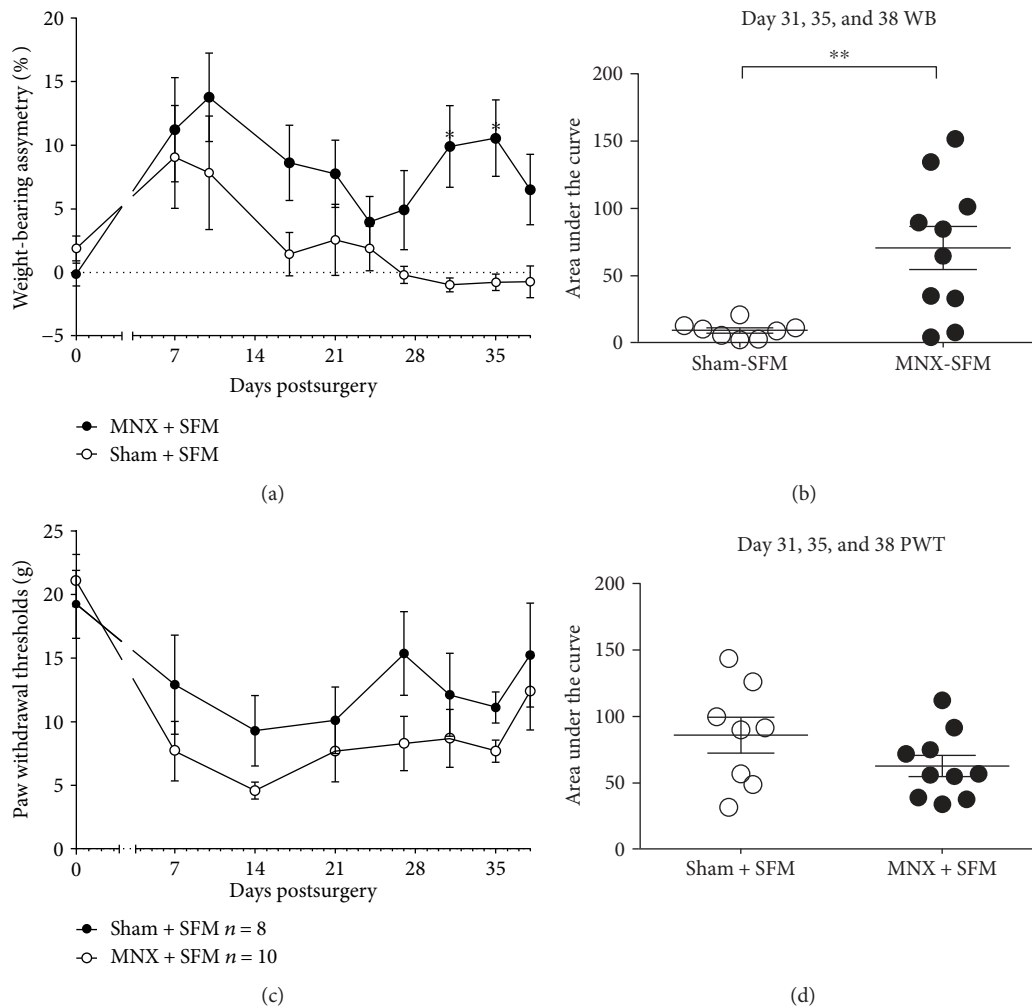 20
15
10
5
0
−5
Weight-bearing assymetry (%)
*
*
0
7
14
21
28
35
Days postsurgery
MNX + SFM
Sham + SFM
(a)
Day 31, 35, and 38 WB
**
200
150
100
50
0
Area under the curve
Sham-SFM
MNX-SFM
(b)
25
20
15
10
5
0
Paw withdrawal thresholds (g)
0
7
14
21
28
35
Days postsurgery
Sham + SFM n = 8
MNX + SFM n = 10
(c)
Day 31, 35, and 38 PWT
200
150
100
50
0
Area under the curve
Sham + SFM
MNX + SFM
(d)